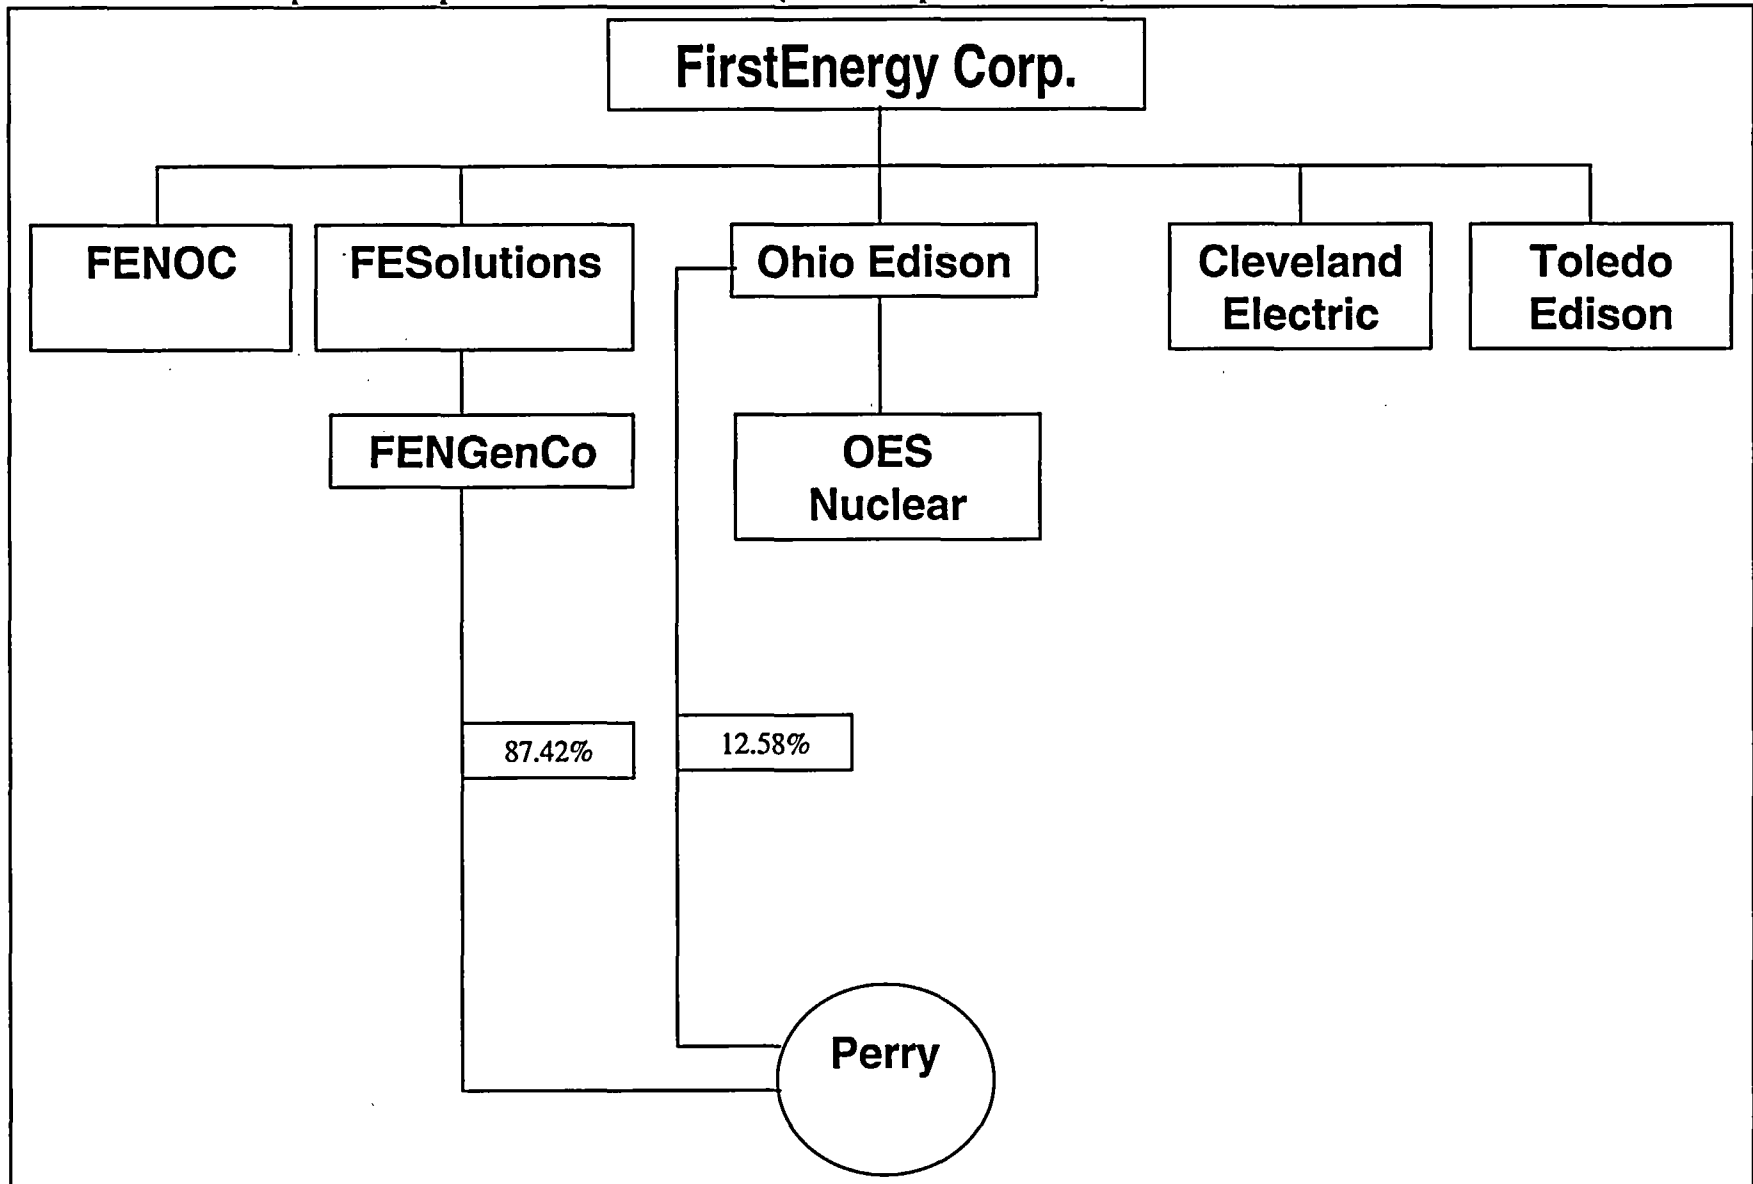 FirstEnergy Corp.
FENOC
FESolutions
Ohio Edison
Cleveland
Electric
Toledo
Edison
FENGenCo
OES
Nuclear
87.42%
12.58%
Perry